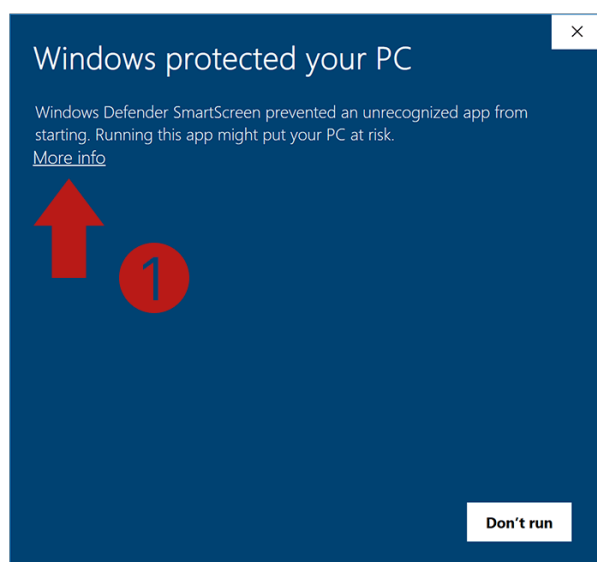 Windows protected your PC
Windows Defender SmartScreen prevented an unrecognized app from
starting. Running this app might put your PC at risk.
More info
1
Don't run